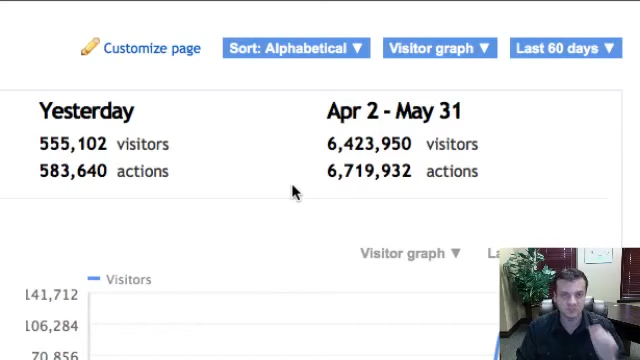 Customize page
Sort: Alphabetical ▼
Visitor graph ▼
Last 60 days ▼
Yesterday
555,102 visitors
583,640 actions
Apr 2 - May 31
6,423,950 visitors
6,719,932 actions
Visitor graph ▼
Visitors
141,712
106,284
70,856